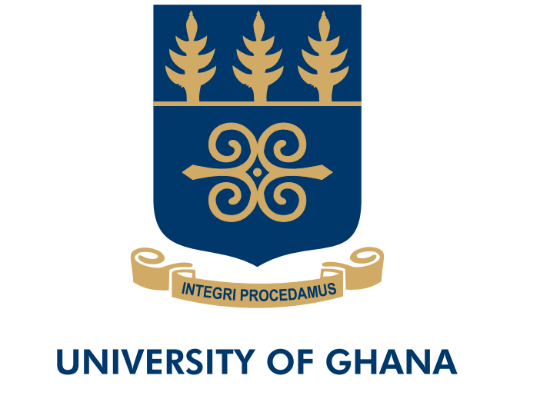 INTEGRI PROCEDAMUS
UNIVERSITY OF GHANA